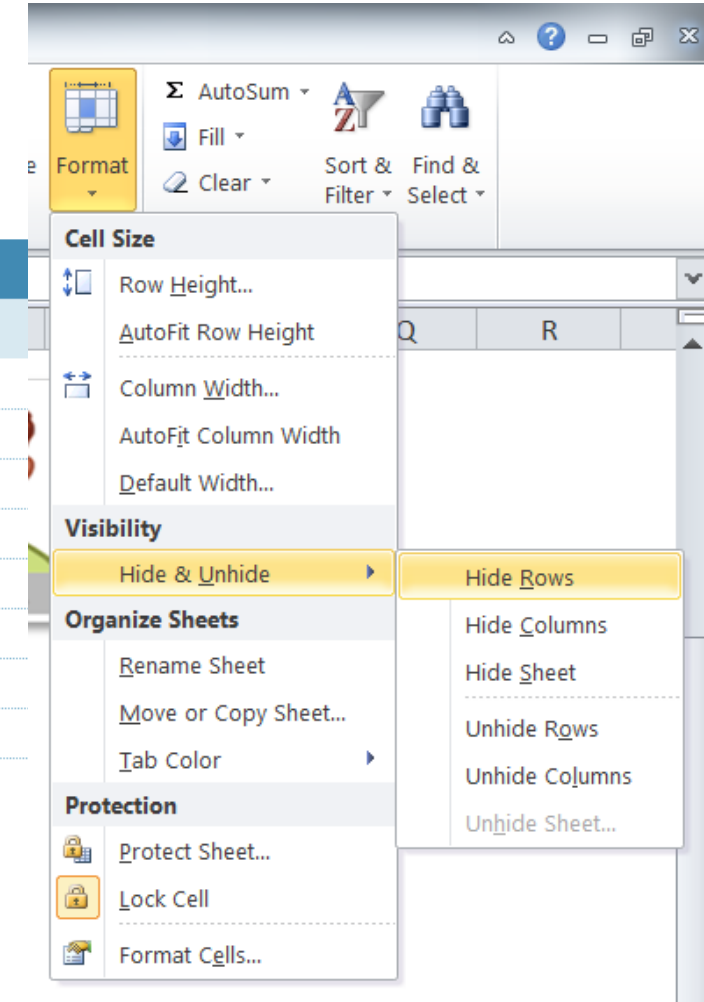 Σ AutoSum
Fill
Clear
Format
Sort &
Filter
Find &
Select
Cell Size
Row Height...
AutoFit Row Height
Column Width...
AutoFit Column Width
Default Width...
Visibility
Hide & Unhide
Organize Sheets
Rename Sheet
Move or Copy Sheet...
Tab Color
Protection
Protect Sheet...
Lock Cell
Format Cells...
Q
R
Hide Rows
Hide Columns
Hide Sheet
Unhide Rows
Unhide Columns
Unhide Sheet...